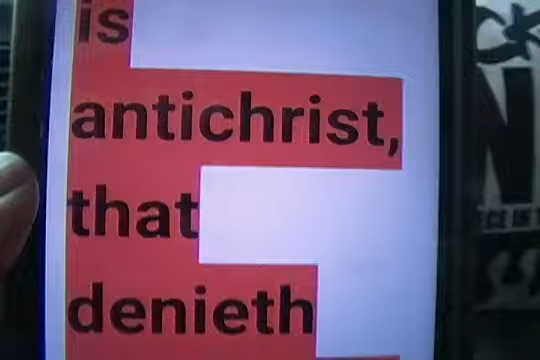 is
antichrist,
that
denieth